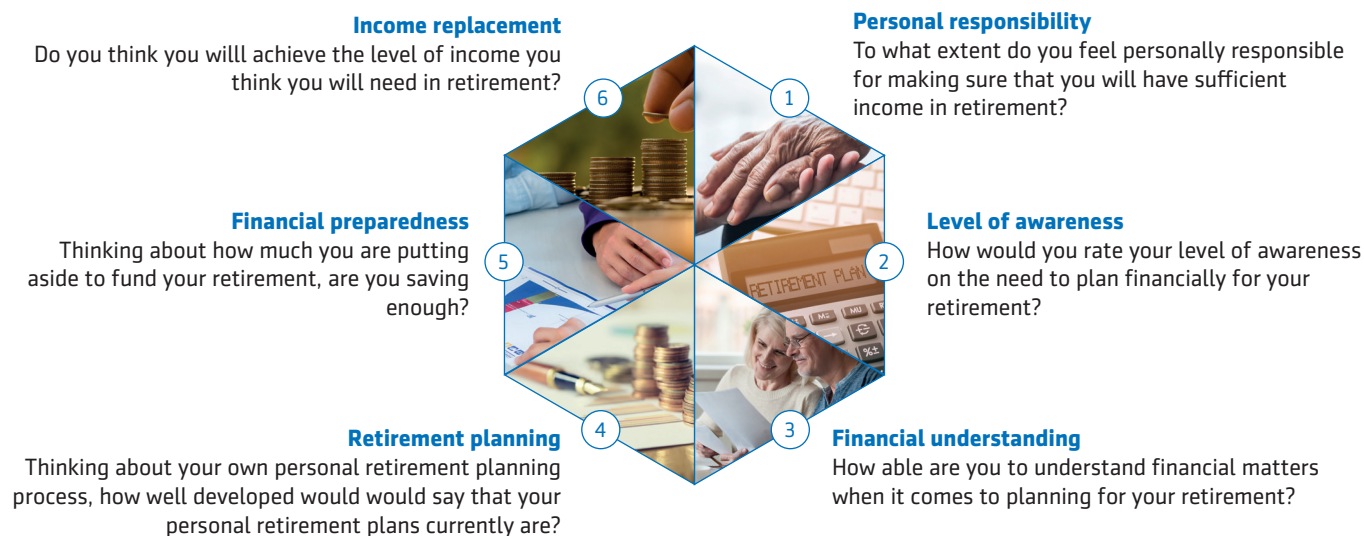 Personal responsibility
To what extent do you feel personally responsible
for making sure that you will have sufficient
income in retirement?
1
Level of awareness
How would you rate your level of awareness
on the need to plan financially for your
retirement?
2
RETIREMENT PLAN
M=
MU
%±
Financial understanding
How able are you to understand financial matters
when it comes to planning for your retirement?
3
Retirement planning
Thinking about your own personal retirement planning
process, how well developed would would say that your
personal retirement plans currently are?
4
Financial preparedness
Thinking about how much you are putting
aside to fund your retirement, are you saving
enough?
5
Income replacement
Do you think you willl achieve the level of income you
think you will need in retirement?
6